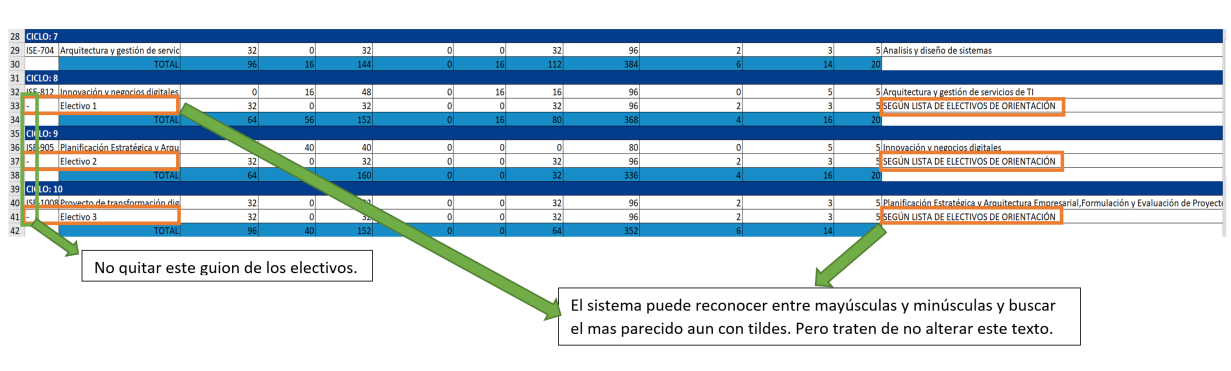 28 CICLO: 7
29 ISE-704 Arquitectura y gestión de servic 32 0 32 0 0 32 96 2 3 5 Analisis y diseño de sistemas
30 TOTAL 96 16 144 0 16 112 384 6 14 20
31 CICLO: 8
32 ISE-812 Innovación y negocios digitales 0 16 48 0 16 16 96 0 5 5 Arquitectura y gestión de servicios de TI
33 - Electivo 1 32 0 32 0 0 32 96 2 3 5 SEGÚN LISTA DE ELECTIVOS DE ORIENTACIÓN
34 TOTAL 64 56 152 0 16 80 368 4 16 20
35 CICLO: 9
36 ISE-905 Planificación Estratégica y Arqu 40 40 0 0 0 80 0 5 5 Innovación y negocios digitales
37 - Electivo 2 32 0 32 0 0 32 96 2 3 5 SEGÚN LISTA DE ELECTIVOS DE ORIENTACIÓN
38 TOTAL 64 160 0 0 32 336 4 16 20
39 CICLO: 10
40 ISE-1008 Proyecto de transformación dig 32 0 0 0 32 96 2 3 5 Planificación Estratégica y Arquitectura Empresarial,Formulación y Evaluación de Proyecto
41 - Electivo 3 32 0 32 0 0 32 96 2 3 5 SEGÚN LISTA DE ELECTIVOS DE ORIENTACIÓN
42 TOTAL 96 40 152 0 0 64 352 6 14
No quitar este guion de los electivos.
El sistema puede reconocer entre mayúsculas y minúsculas y buscar
el mas parecido aun con tildes. Pero traten de no alterar este texto.